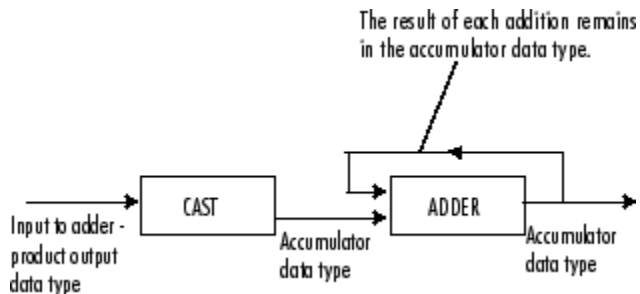 The result of each addition remains
in the accumulator data type.
CAST
ADDER
Input to adder -
product output
data type
Accumulator
data type
Accumulator
data type